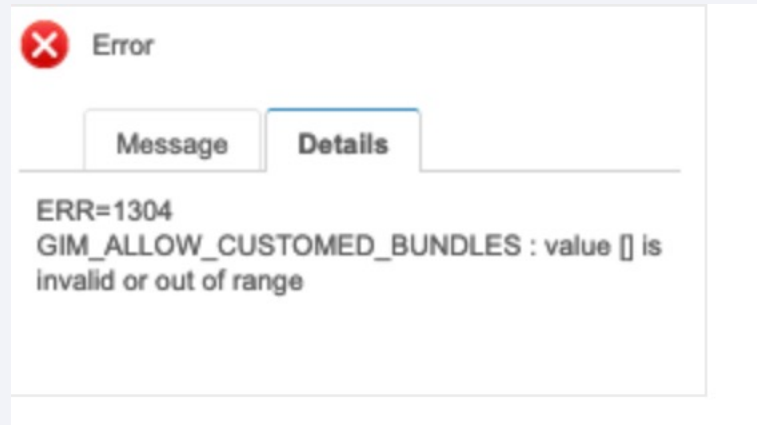 Error
Message
Details
ERR=1304
GIM_ALLOW_CUSTOMED_BUNDLES : value [] is
invalid or out of range